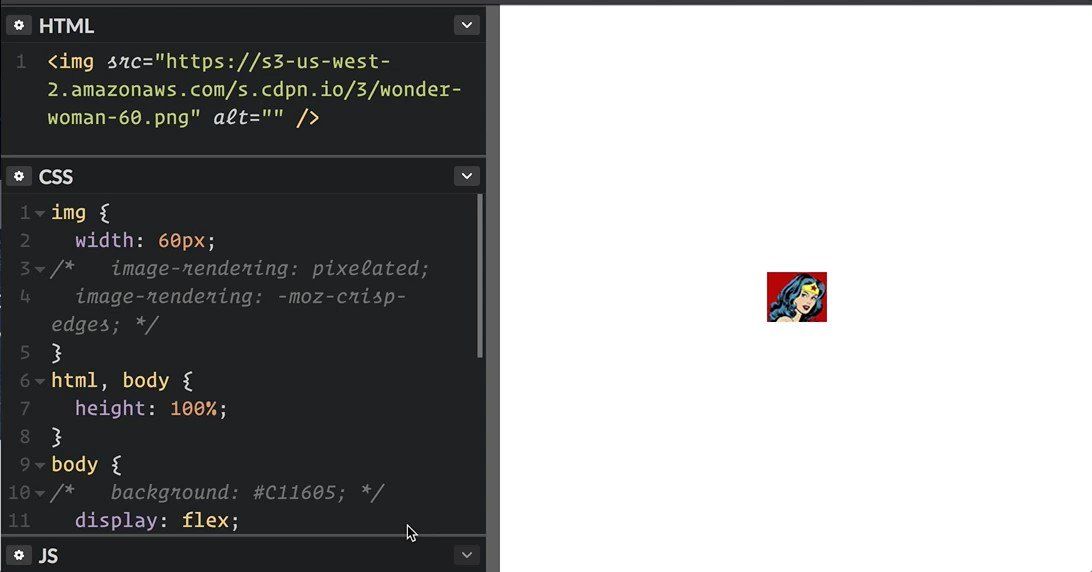 HTML
1 <img src="https://s3-us-west-
2.amazonaws.com/s.cdpn.io/3/wonder-
woman-60.png" alt="" />
CSS
1 img {
2 width: 60px;
3 /* image-rendering: pixelated;
4 image-rendering: -moz-crisp-
edges; */
5 }
6 html, body {
7 height: 100%;
8 }
9 body {
10 /* background: #C11605; */
11 display: flex;
JS